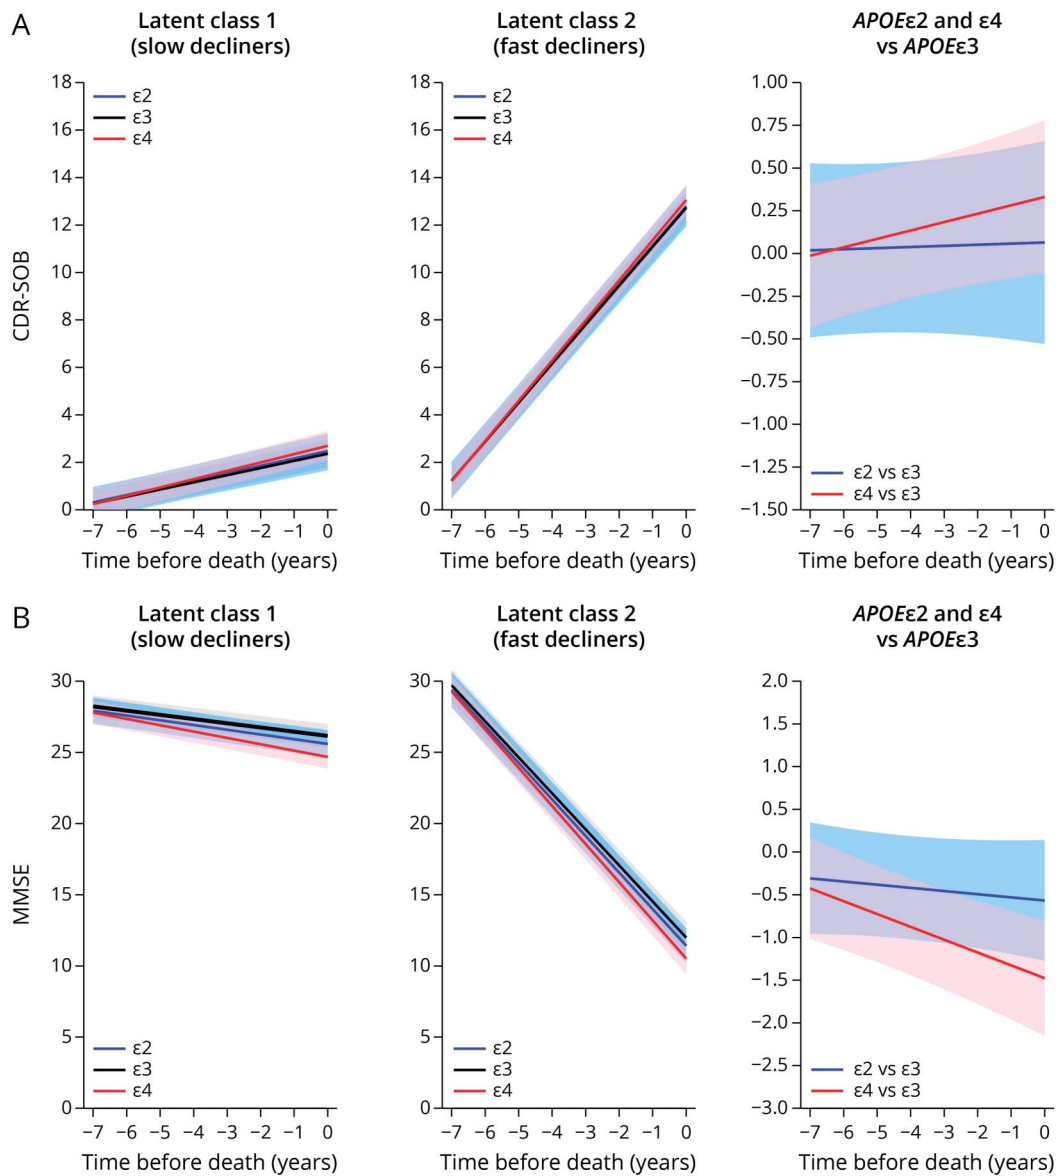 A
Latent class 1
(slow decliners)
Latent class 2
(fast decliners)
APOEε2 and ε4
vs APOEε3
CDR-SOB
18
16
14
12
10
8
6
4
2
0
ε2
ε3
ε4
−7 −6 −5 −4 −3 −2 −1 0
Time before death (years)
18
16
14
12
10
8
6
4
2
0
ε2
ε3
ε4
−7 −6 −5 −4 −3 −2 −1 0
Time before death (years)
1.00
0.75
0.50
0.25
0.00
−0.25
−0.50
−0.75
−1.00
−1.25
−1.50
ε2 vs ε3
ε4 vs ε3
−7 −6 −5 −4 −3 −2 −1 0
Time before death (years)
B
Latent class 1
(slow decliners)
Latent class 2
(fast decliners)
APOEε2 and ε4
vs APOEε3
MMSE
30
25
20
15
10
5
0
ε2
ε3
ε4
−7 −6 −5 −4 −3 −2 −1 0
Time before death (years)
30
25
20
15
10
5
0
ε2
ε3
ε4
−7 −6 −5 −4 −3 −2 −1 0
Time before death (years)
2.0
1.5
1.0
0.5
0.0
−0.5
−1.0
−1.5
−2.0
−2.5
−3.0
ε2 vs ε3
ε4 vs ε3
−7 −6 −5 −4 −3 −2 −1 0
Time before death (years)